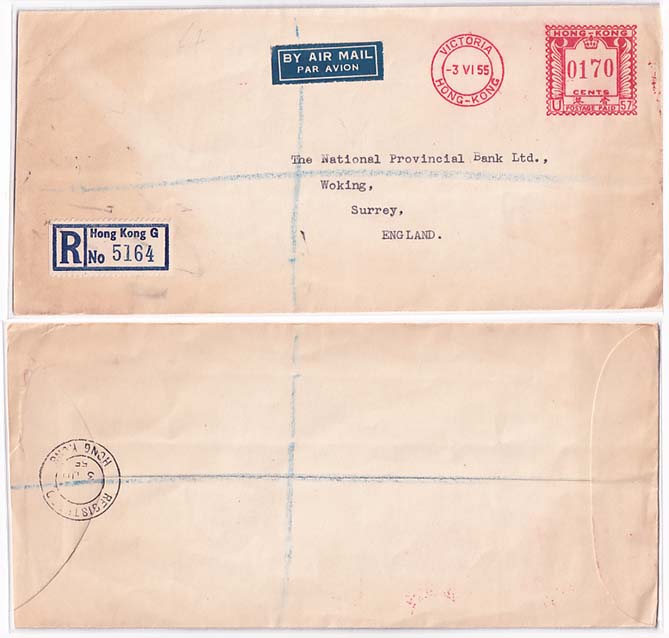 BY AIR MAIL
PAR AVION
VICTORIA
-3 VI 55
HONG-KONG
HONG-KONG
0170
CENTS
U POSTAGE PAID 57
The National Provincial Bank Ltd.,
Woking,
Surrey,
ENGLAND.
R Hong Kong G
No 5164
REGISTERED
55
HONG KONG